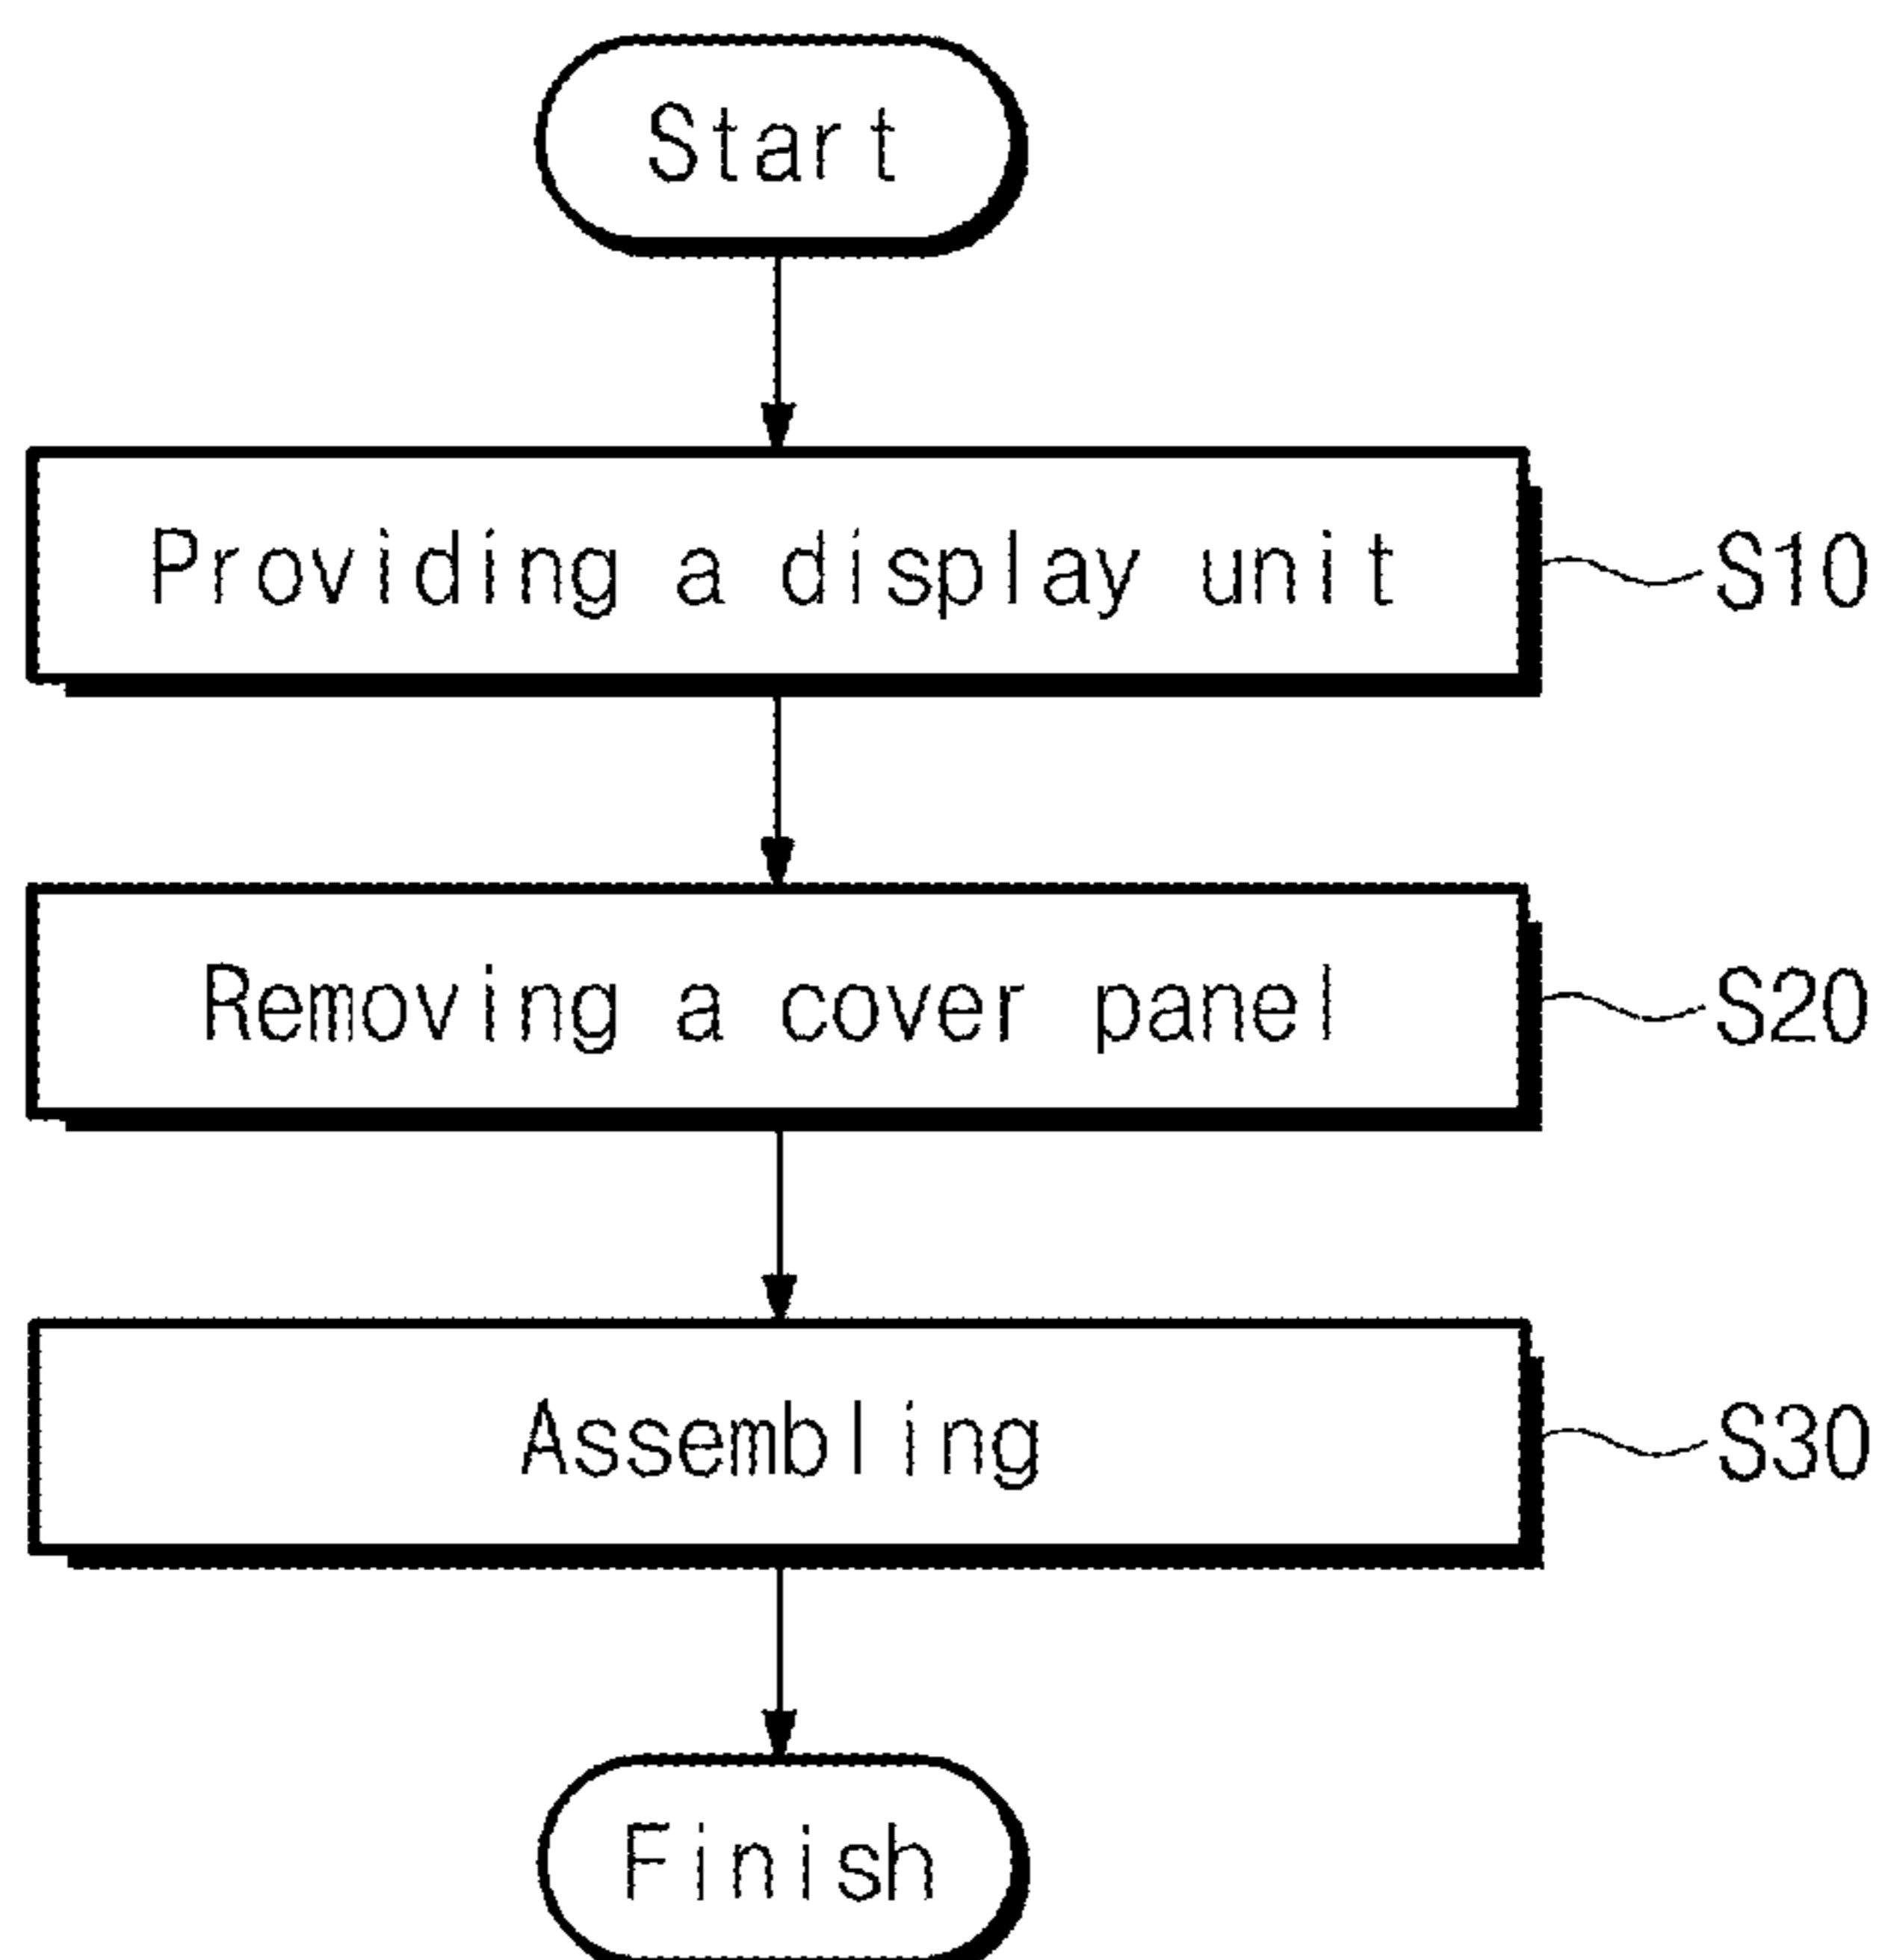 Start
Providing a display unit S10
Removing a cover panel S20
Assembling S30
Finish